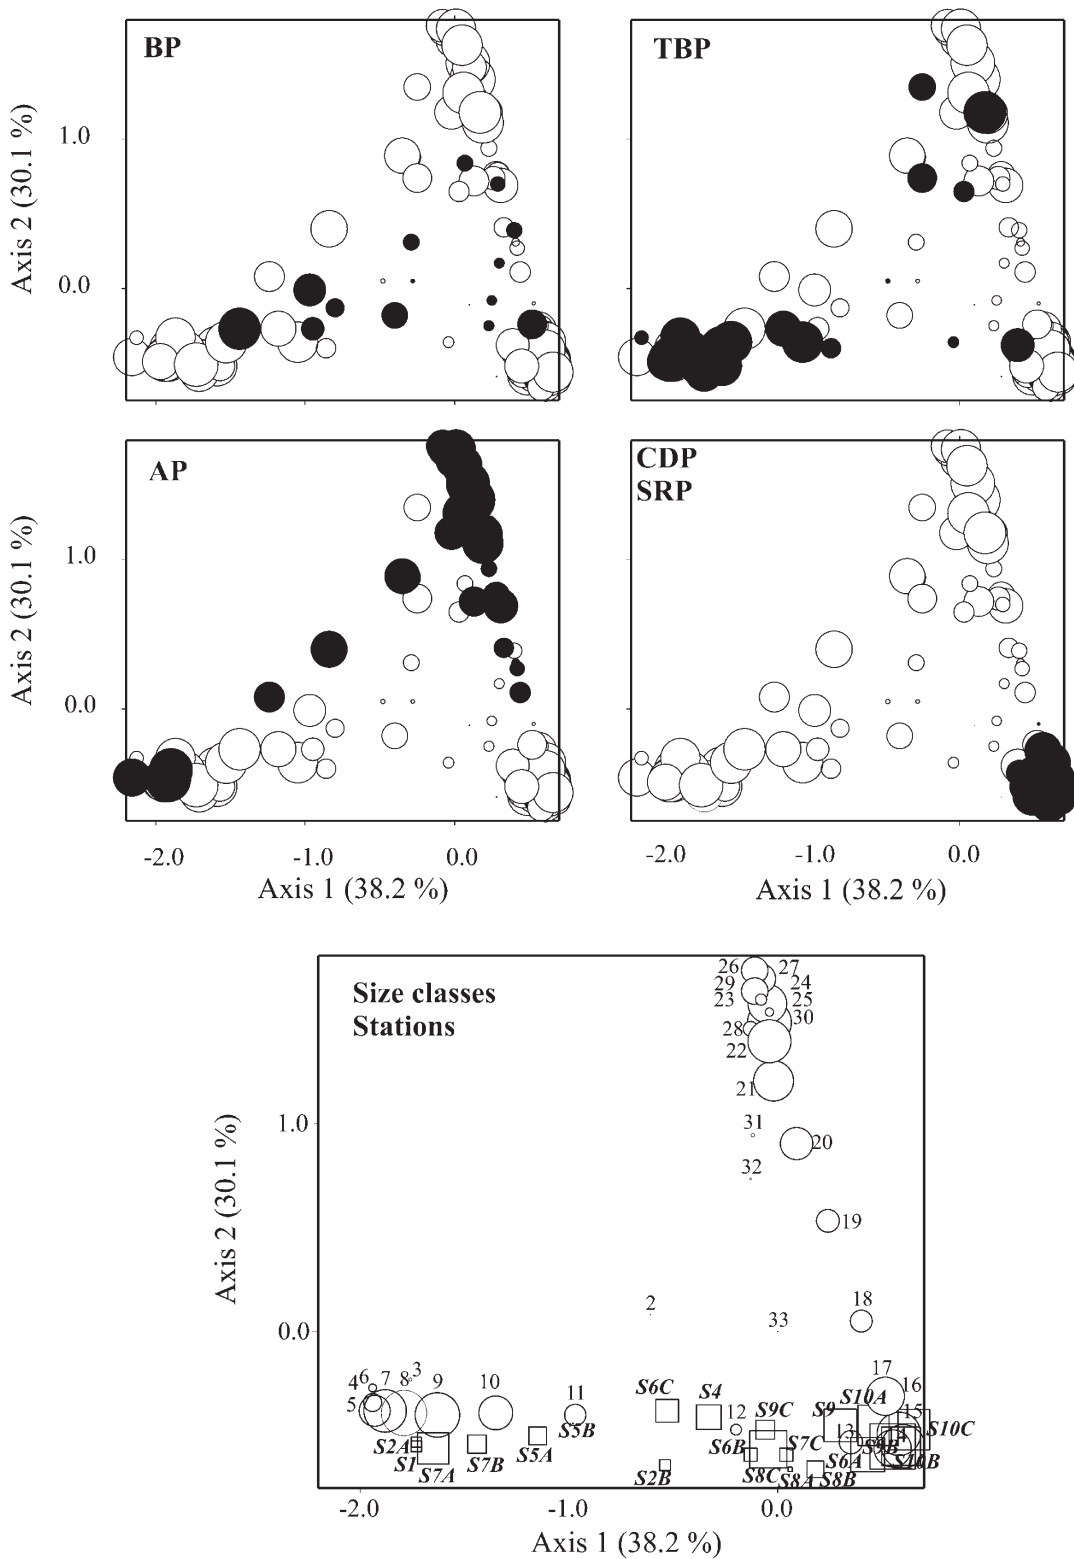 BP
TBP
Axis 2 (30.1 %)
1.0
0.0
AP
CDP
SRP
Axis 2 (30.1 %)
1.0
0.0
-2.0 -1.0 0.0
-2.0 -1.0 0.0
Axis 1 (38.2 %)
Axis 1 (38.2 %)
Size classes
Stations
Axis 2 (30.1 %)
1.0
0.0
26 27
29 24
23 25
28 30
22
21
31
20
32
19
2
33
18
17
16
15
4 6 7 8 3 9 10 11
5
12
13
S6C S4 S9C S9 S10A
S10C
S5B S6B S7C S6A S9B S10B
S2A
S1
S7A S7B S5A
S2B S8C S8A S8B
-2.0 -1.0 0.0
Axis 1 (38.2 %)